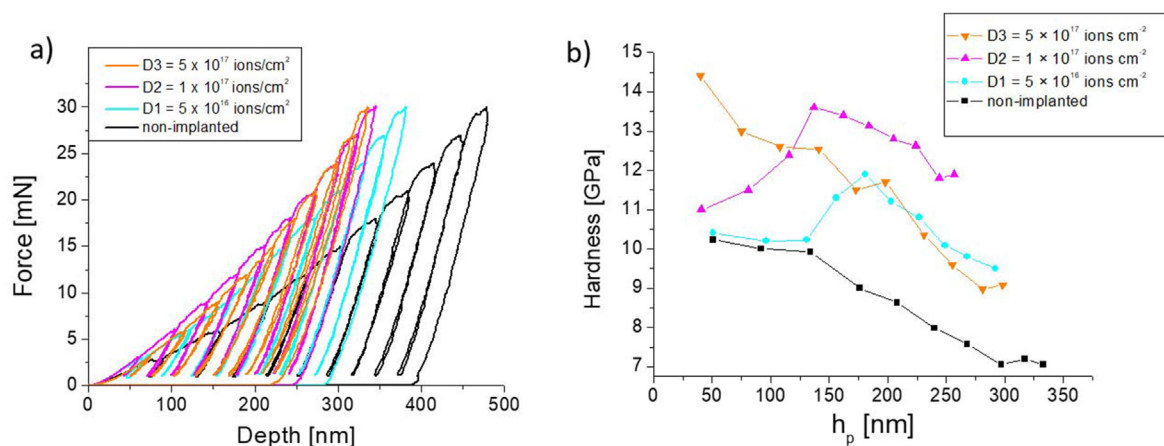 a)
D3 = 5 x 10¹⁷ ions/cm²
D2 = 1 x 10¹⁷ ions/cm²
D1 = 5 x 10¹⁶ ions/cm²
non-implanted
Force [mN]
35
30
25
20
15
10
5
0
0 100 200 300 400 500
Depth [nm]
b)
D3 = 5 × 10¹⁷ ions cm⁻²
D2 = 1 × 10¹⁷ ions cm⁻²
D1 = 5 × 10¹⁶ ions cm⁻²
non-implanted
Hardness [GPa]
15
14
13
12
11
10
9
8
7
0 50 100 150 200 250 300 350
h_p [nm]